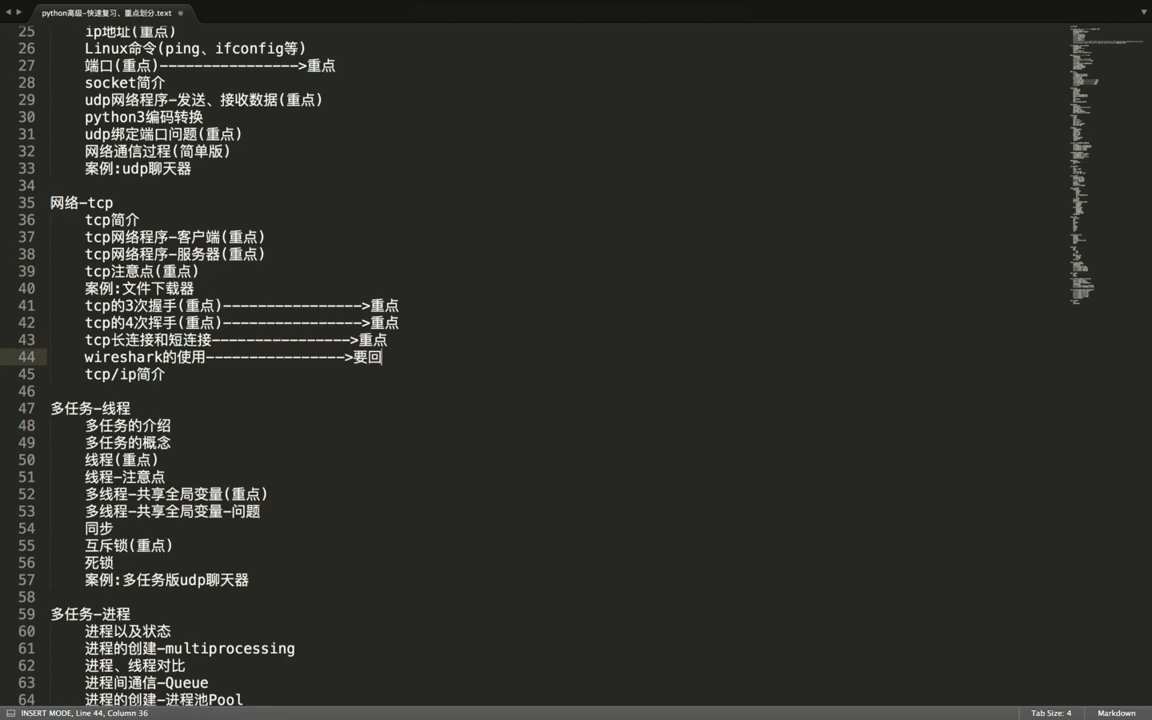 python高级-快速复习、重点划分.text
25 ip地址(重点)
26 Linux命令(ping、ifconfig等)
27 端口(重点)---------------->重点
28 socket简介
29 udp网络程序-发送、接收数据(重点)
30 python3编码转换
31 udp绑定端口问题(重点)
32 网络通信过程(简单版)
33 案例:udp聊天器
34
35 网络-tcp
36 tcp简介
37 tcp网络程序-客户端(重点)
38 tcp网络程序-服务器(重点)
39 tcp注意点(重点)
40 案例:文件下载器
41 tcp的3次握手(重点)---------------->重点
42 tcp的4次挥手(重点)---------------->重点
43 tcp长连接和短连接---------------->重点
44 wireshark的使用---------------->要回
45 tcp/ip简介
46
47 多任务-线程
48 多任务的介绍
49 多任务的概念
50 线程(重点)
51 线程-注意点
52 多线程-共享全局变量(重点)
53 多线程-共享全局变量-问题
54 同步
55 互斥锁(重点)
56 死锁
57 案例:多任务版udp聊天器
58
59 多任务-进程
60 进程以及状态
61 进程的创建-multiprocessing
62 进程、线程对比
63 进程间通信-Queue
64 进程的创建-进程池Pool
INSERT MODE, Line 44, Column 36 Tab Size: 4 Markdown